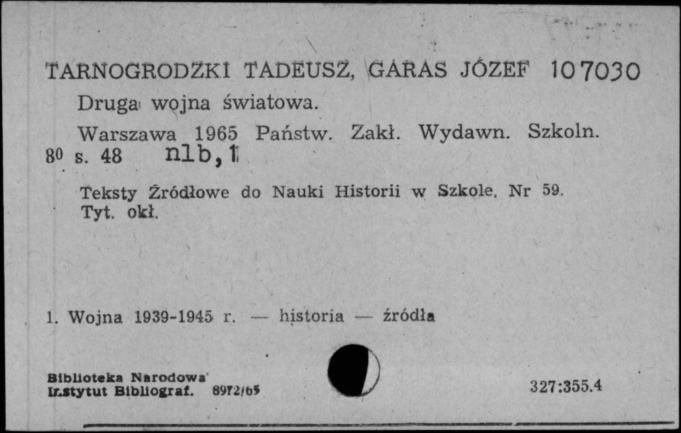 TARNOGRODZKI TADEUSZ, GARAS JÓZEF 107030
Druga wojna światowa.
Warszawa 1965 Państw. Zakł. Wydawn. Szkoln.
8⁰ s. 48 nlb, 1
Teksty Źródłowe do Nauki Historii w Szkole. Nr 59.
Tyt. okł.
1. Wojna 1939-1945 r. — historia — źródła
Biblioteka Narodowa
Instytut Bibliograf. 8972/65
327:355.4